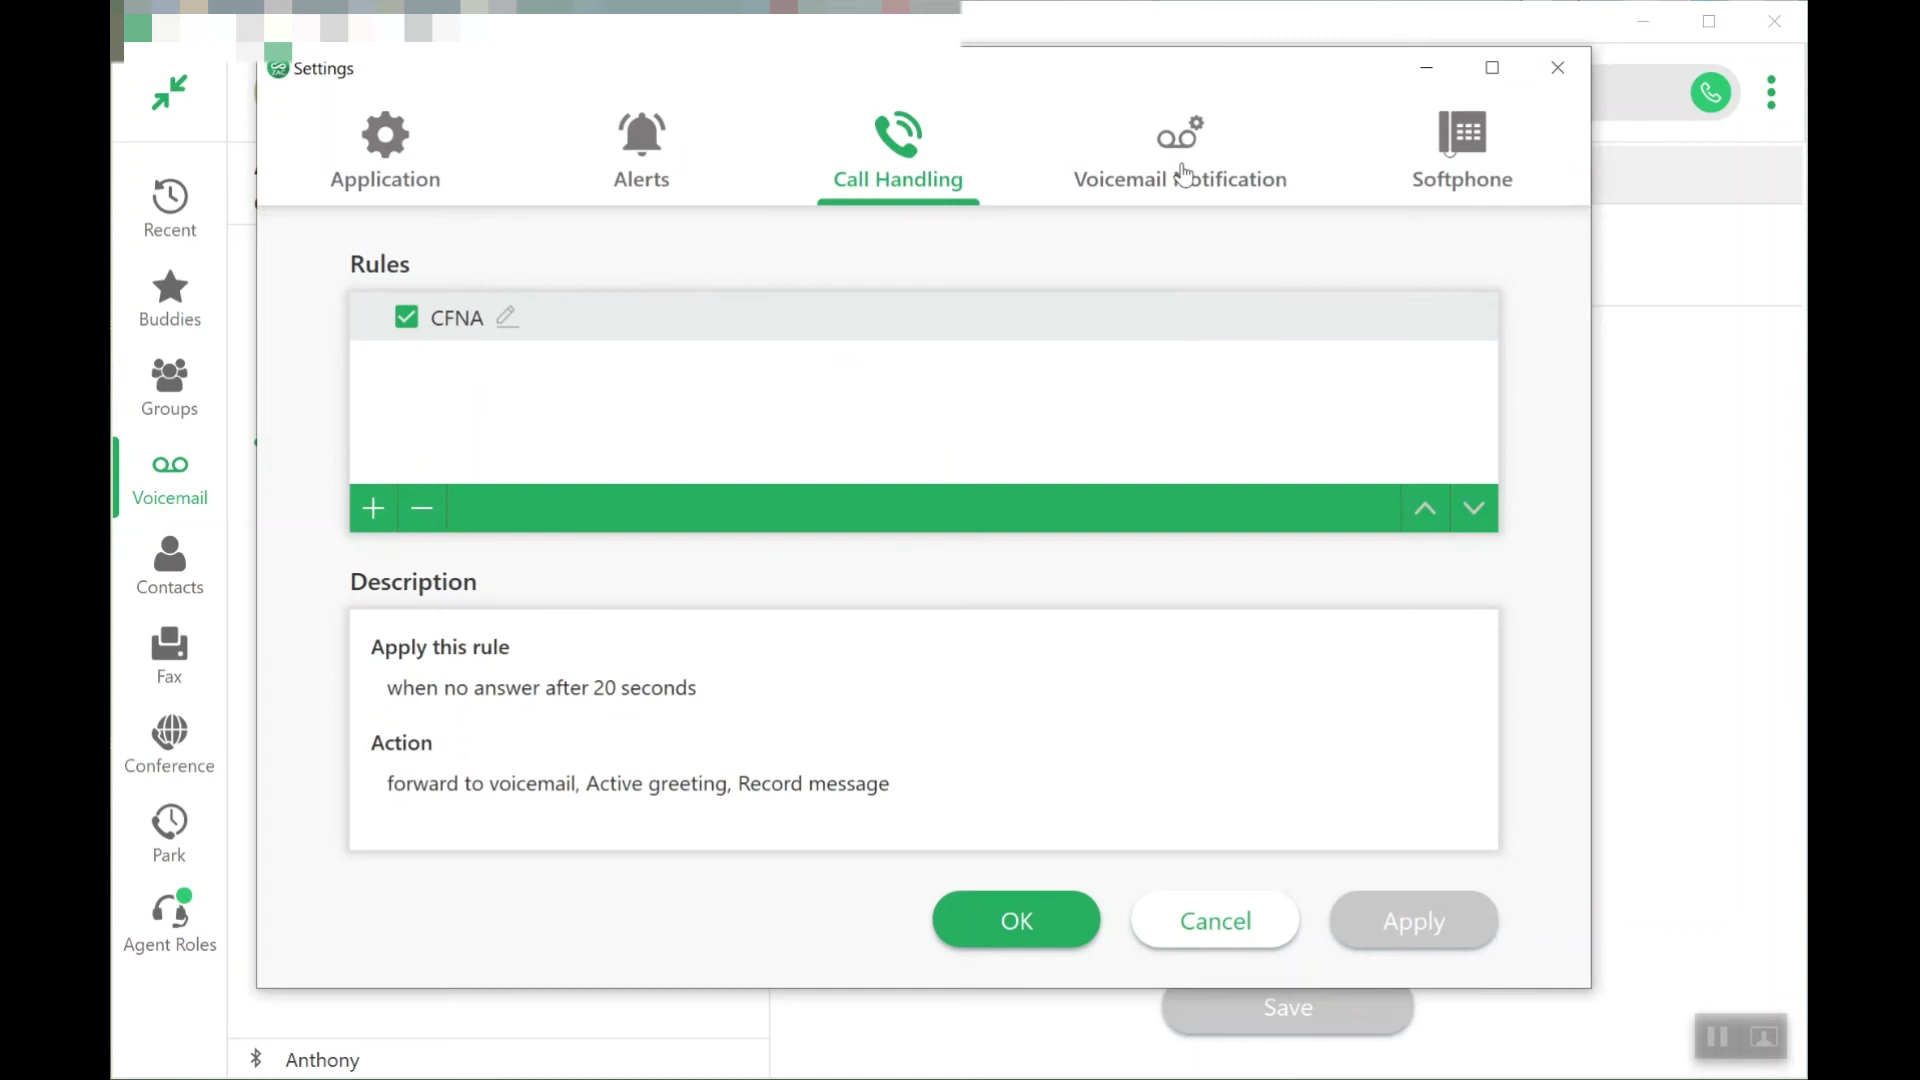 ZAC
Settings
Application
Alerts
Call Handling
Voicemail Notification
Softphone
Recent
Buddies
Groups
Voicemail
Contacts
Fax
Conference
Park
Agent Roles
Rules
CFNA
Description
Apply this rule
when no answer after 20 seconds
Action
forward to voicemail, Active greeting, Record message
OK
Cancel
Apply
Save
Anthony